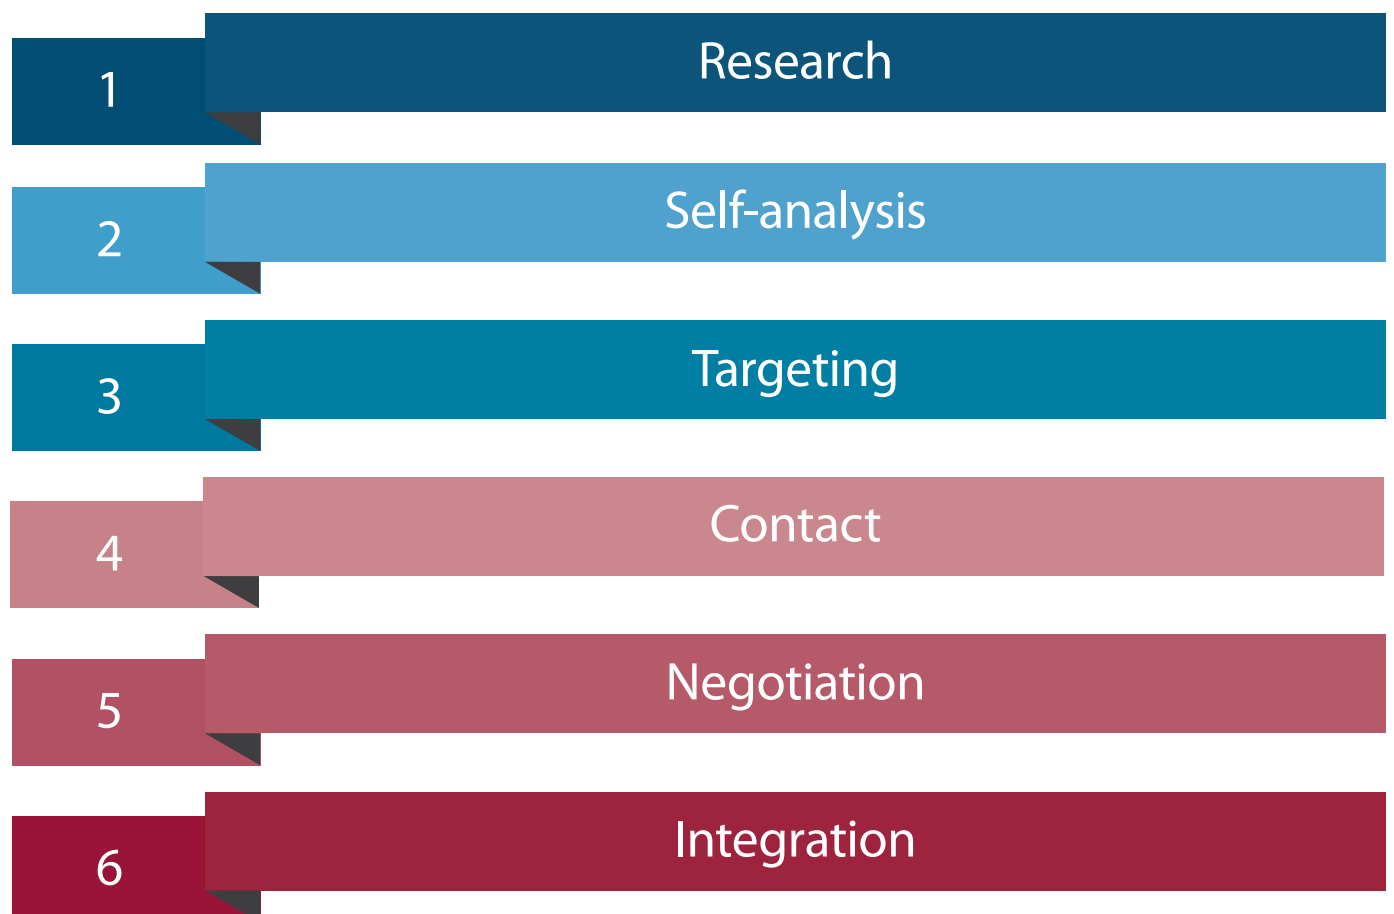 1 Research
2 Self-analysis
3 Targeting
4 Contact
5 Negotiation
6 Integration